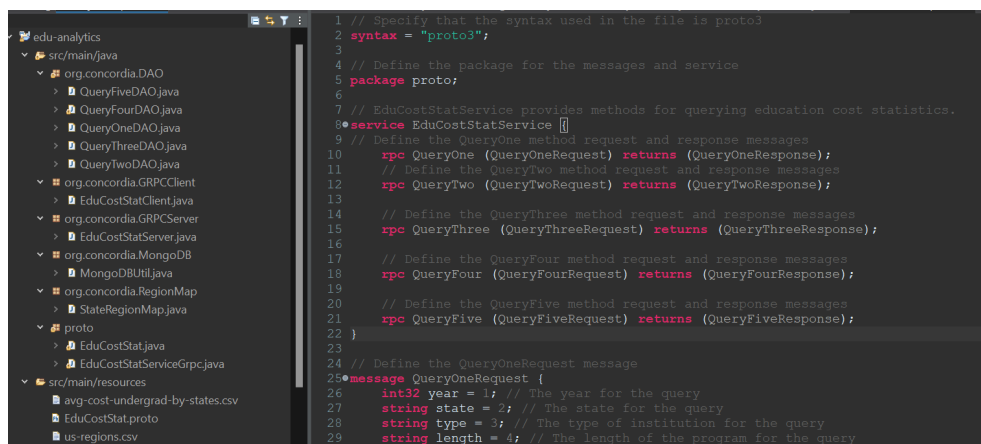 edu-analytics
src/main/java
org.concordia.DAO
QueryFiveDAO.java
QueryFourDAO.java
QueryOneDAO.java
QueryThreeDAO.java
QueryTwoDAO.java
org.concordia.GRPCClient
EduCostStatClient.java
org.concordia.GRPCServer
EduCostStatServer.java
org.concordia.MongoDB
MongoDBUtil.java
org.concordia.RegionMap
StateRegionMap.java
proto
EduCostStat.java
EduCostStatServiceGrpc.java
src/main/resources
avg-cost-undergrad-by-states.csv
EduCostStat.proto
us-regions.csv
1 // Specify that the syntax used in the file is proto3
2 syntax = "proto3";
3
4 // Define the package for the messages and service
5 package proto;
6
7 // EduCostStatService provides methods for querying education cost statistics.
8 service EduCostStatService {
9 // Define the QueryOne method request and response messages
10 rpc QueryOne (QueryOneRequest) returns (QueryOneResponse);
11 // Define the QueryTwo method request and response messages
12 rpc QueryTwo (QueryTwoRequest) returns (QueryTwoResponse);
13
14 // Define the QueryThree method request and response messages
15 rpc QueryThree (QueryThreeRequest) returns (QueryThreeResponse);
16
17 // Define the QueryFour method request and response messages
18 rpc QueryFour (QueryFourRequest) returns (QueryFourResponse);
19
20 // Define the QueryFive method request and response messages
21 rpc QueryFive (QueryFiveRequest) returns (QueryFiveResponse);
22 }
23
24 // Define the QueryOneRequest message
25 message QueryOneRequest {
26 int32 year = 1; // The year for the query
27 string state = 2; // The state for the query
28 string type = 3; // The type of institution for the query
29 string length = 4; // The length of the program for the query